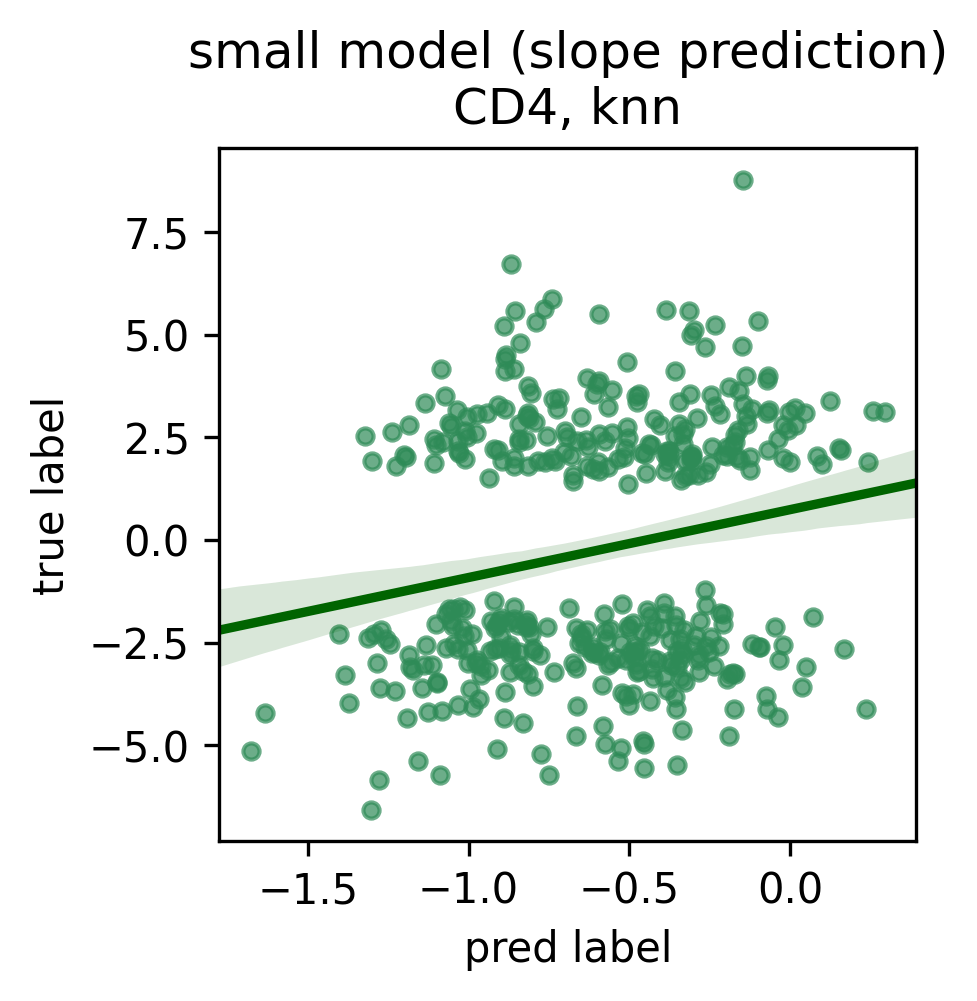 small model (slope prediction)
CD4, knn
true label
7.5
5.0
2.5
0.0
−2.5
−5.0
−1.5
−1.0
−0.5
0.0
pred label